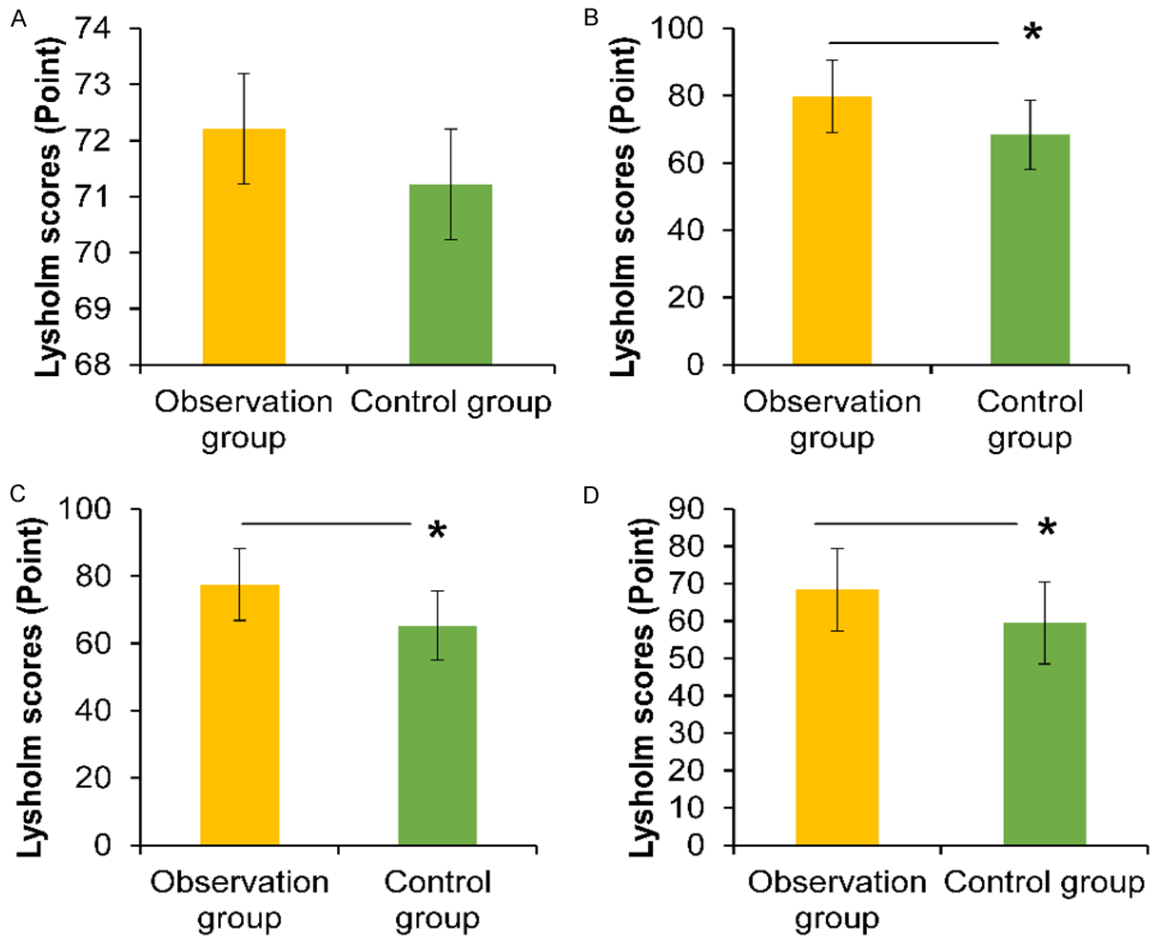 A
Lysholm scores (Point)
74
73
72
71
70
69
68
Observation group
Control group
B
Lysholm scores (Point)
100
80
60
40
20
0
Observation
group
Control
group
*
C
Lysholm scores (Point)
100
80
60
40
20
0
Observation
group
Control
group
*
D
Lysholm scores (Point)
90
80
70
60
50
40
30
20
10
0
Observation
group
Control group
*